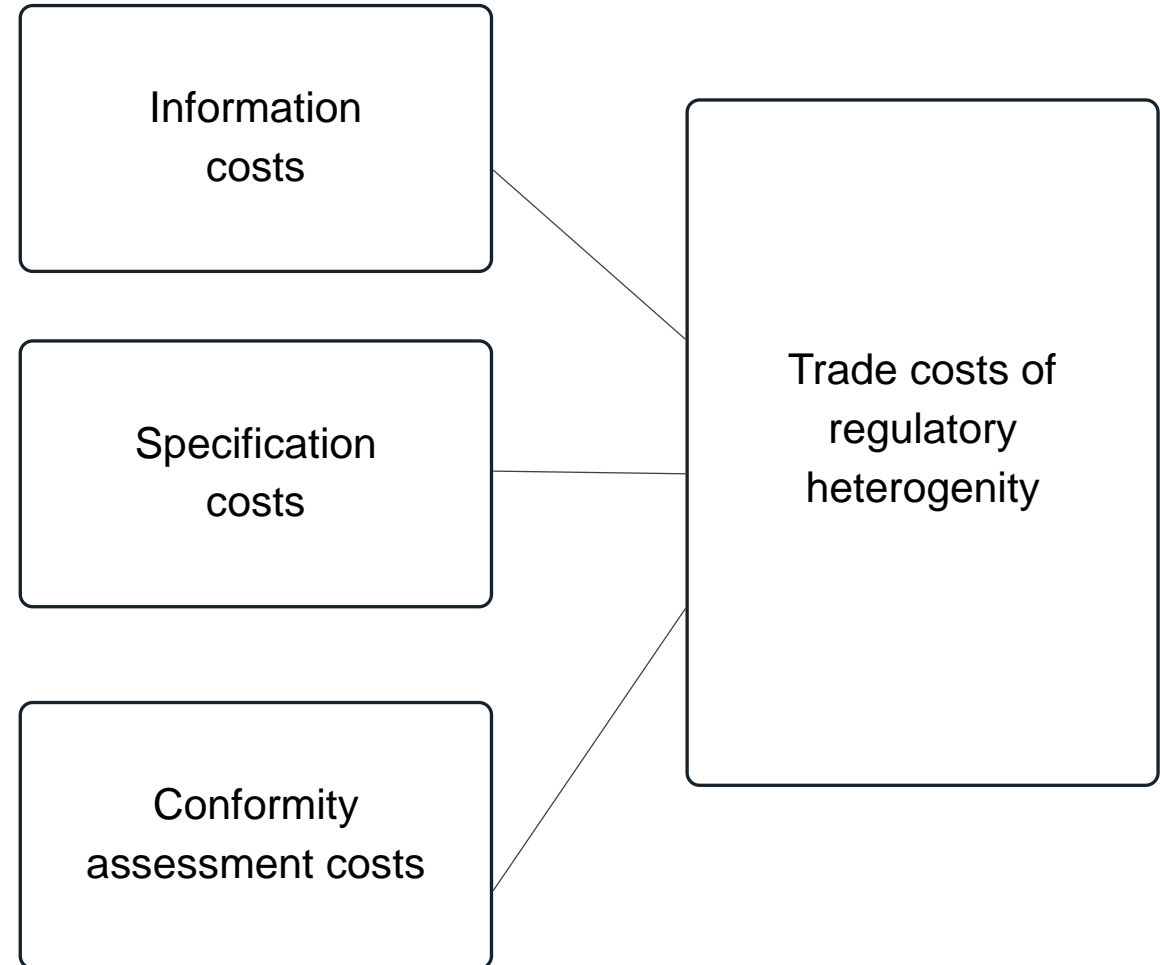 Information
costs
Specification
costs
Conformity
assessment costs
Trade costs of
regulatory
heterogenity